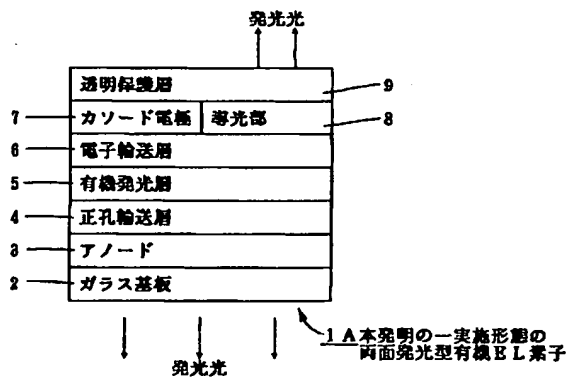 発光光
透明保護層 9
7 カソード電極 導光部 8
6 電子輸送層
5 有機発光層
4 正孔輸送層
3 アノード
2 ガラス基板
1A本発明の一実施形態の
両面発光型有機EL素子
発光光